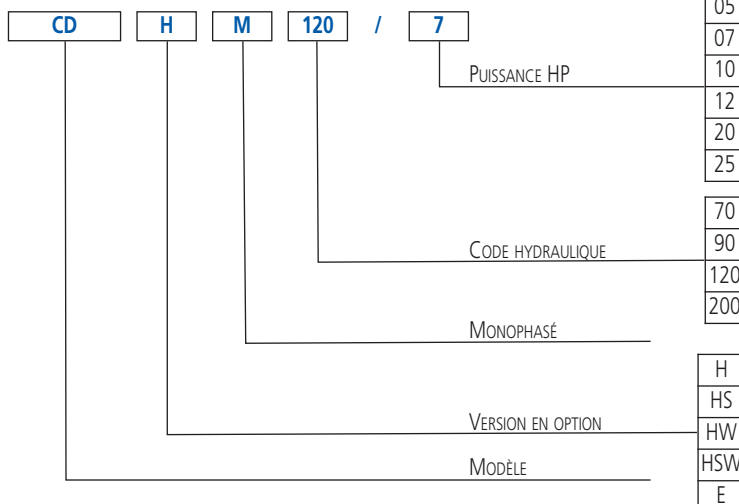 CD H M 120 / 7
05
07
PUISSANCE HP
10
12
20
25
70
CODE HYDRAULIQUE
90
120
200
MONOPHASÉ
H
HS
VERSION EN OPTION
HW
MODÈLE
HSW
E